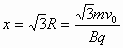 x = √3R = √3mv₀ / Bq